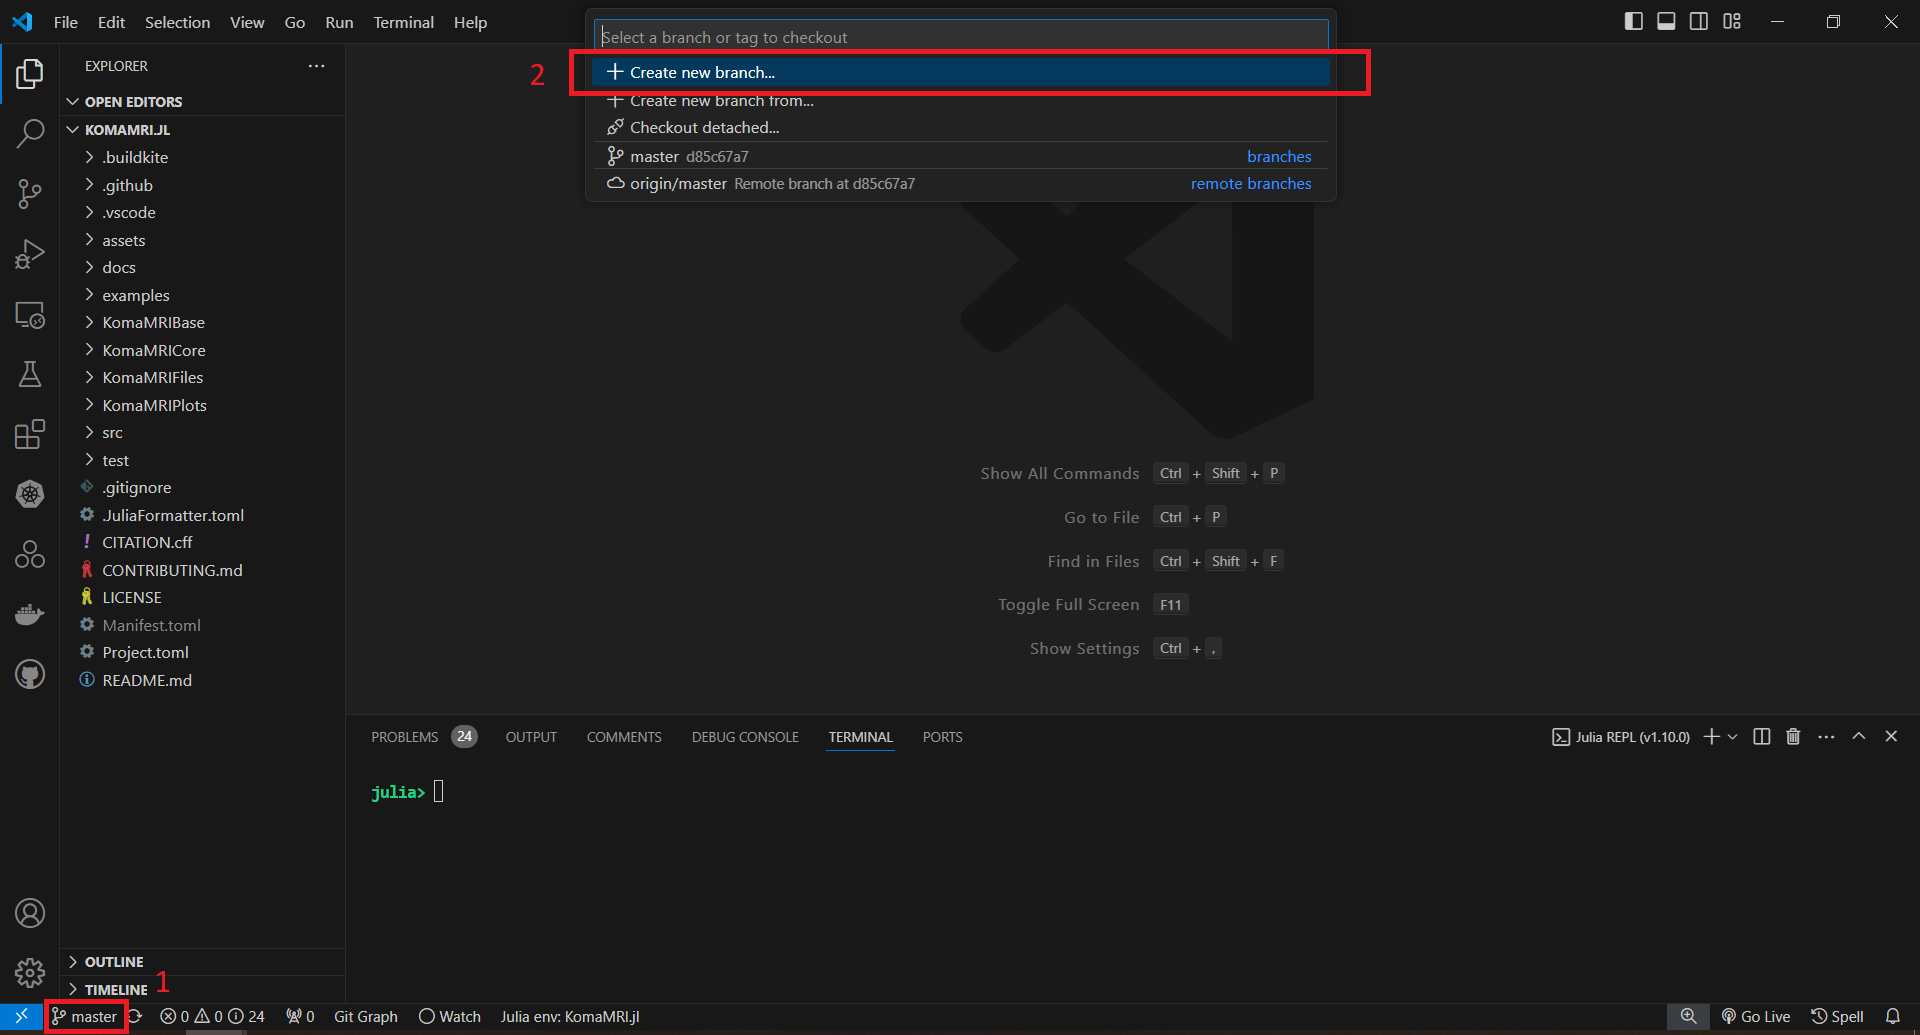 File Edit Selection View Go Run Terminal Help
Select a branch or tag to checkout
2
Create new branch...
Create new branch from...
Checkout detached...
master d85c67a7 branches
origin/master Remote branch at d85c67a7 remote branches
EXPLORER
OPEN EDITORS
KOMAMRI.JL
.buildkite
.github
.vscode
assets
docs
examples
KomaMRIBase
KomaMRICore
KomaMRIFiles
KomaMRIPlots
src
test
.gitignore
.JuliaFormatter.toml
CITATION.cff
CONTRIBUTING.md
LICENSE
Manifest.toml
Project.toml
README.md
OUTLINE
TIMELINE
1
Show All Commands Ctrl + Shift + P
Go to File Ctrl + P
Find in Files Ctrl + Shift + F
Toggle Full Screen F11
Show Settings Ctrl + ,
PROBLEMS 24 OUTPUT COMMENTS DEBUG CONSOLE TERMINAL PORTS Julia REPL (v1.10.0)
julia>
master 0 0 24 0 Git Graph Watch Julia env: KomaMRI.jl Go Live Spell